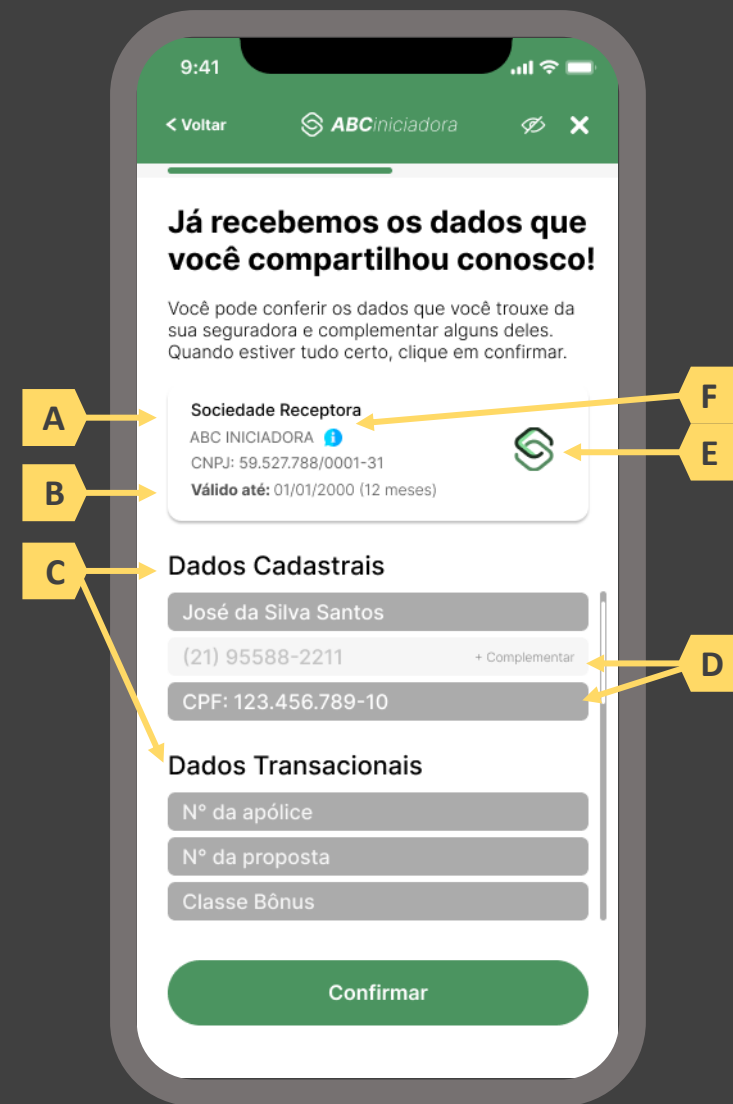 9:41
< Voltar
ABCiniciadora
Já recebemos os dados que
você compartilhou conosco!
Você pode conferir os dados que você trouxe da
sua seguradora e complementar alguns deles.
Quando estiver tudo certo, clique em confirmar.
A
Sociedade Receptora
F
ABC INICIADORA i
E
CNPJ: 59.527.788/0001-31
B
Válido até: 01/01/2000 (12 meses)
C
Dados Cadastrais
José da Silva Santos
(21) 95588-2211 + Complementar
D
CPF: 123.456.789-10
Dados Transacionais
N° da apólice
N° da proposta
Classe Bônus
Confirmar